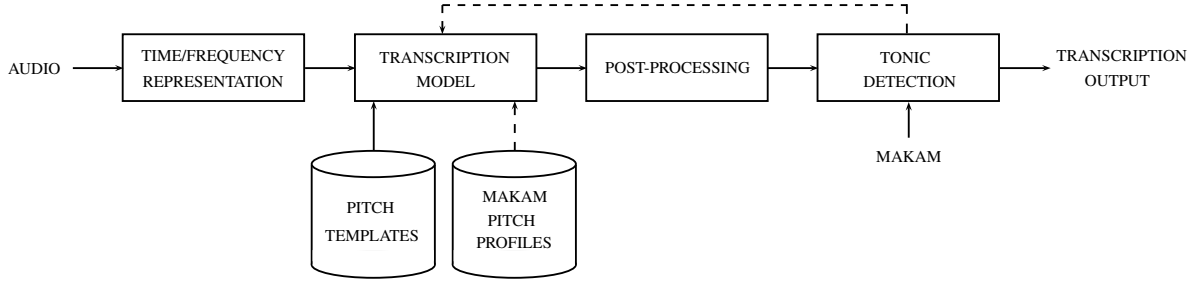 AUDIO
TIME/FREQUENCY
REPRESENTATION
TRANSCRIPTION
MODEL
POST-PROCESSING
TONIC
DETECTION
TRANSCRIPTION
OUTPUT
MAKAM
PITCH
TEMPLATES
MAKAM
PITCH
PROFILES